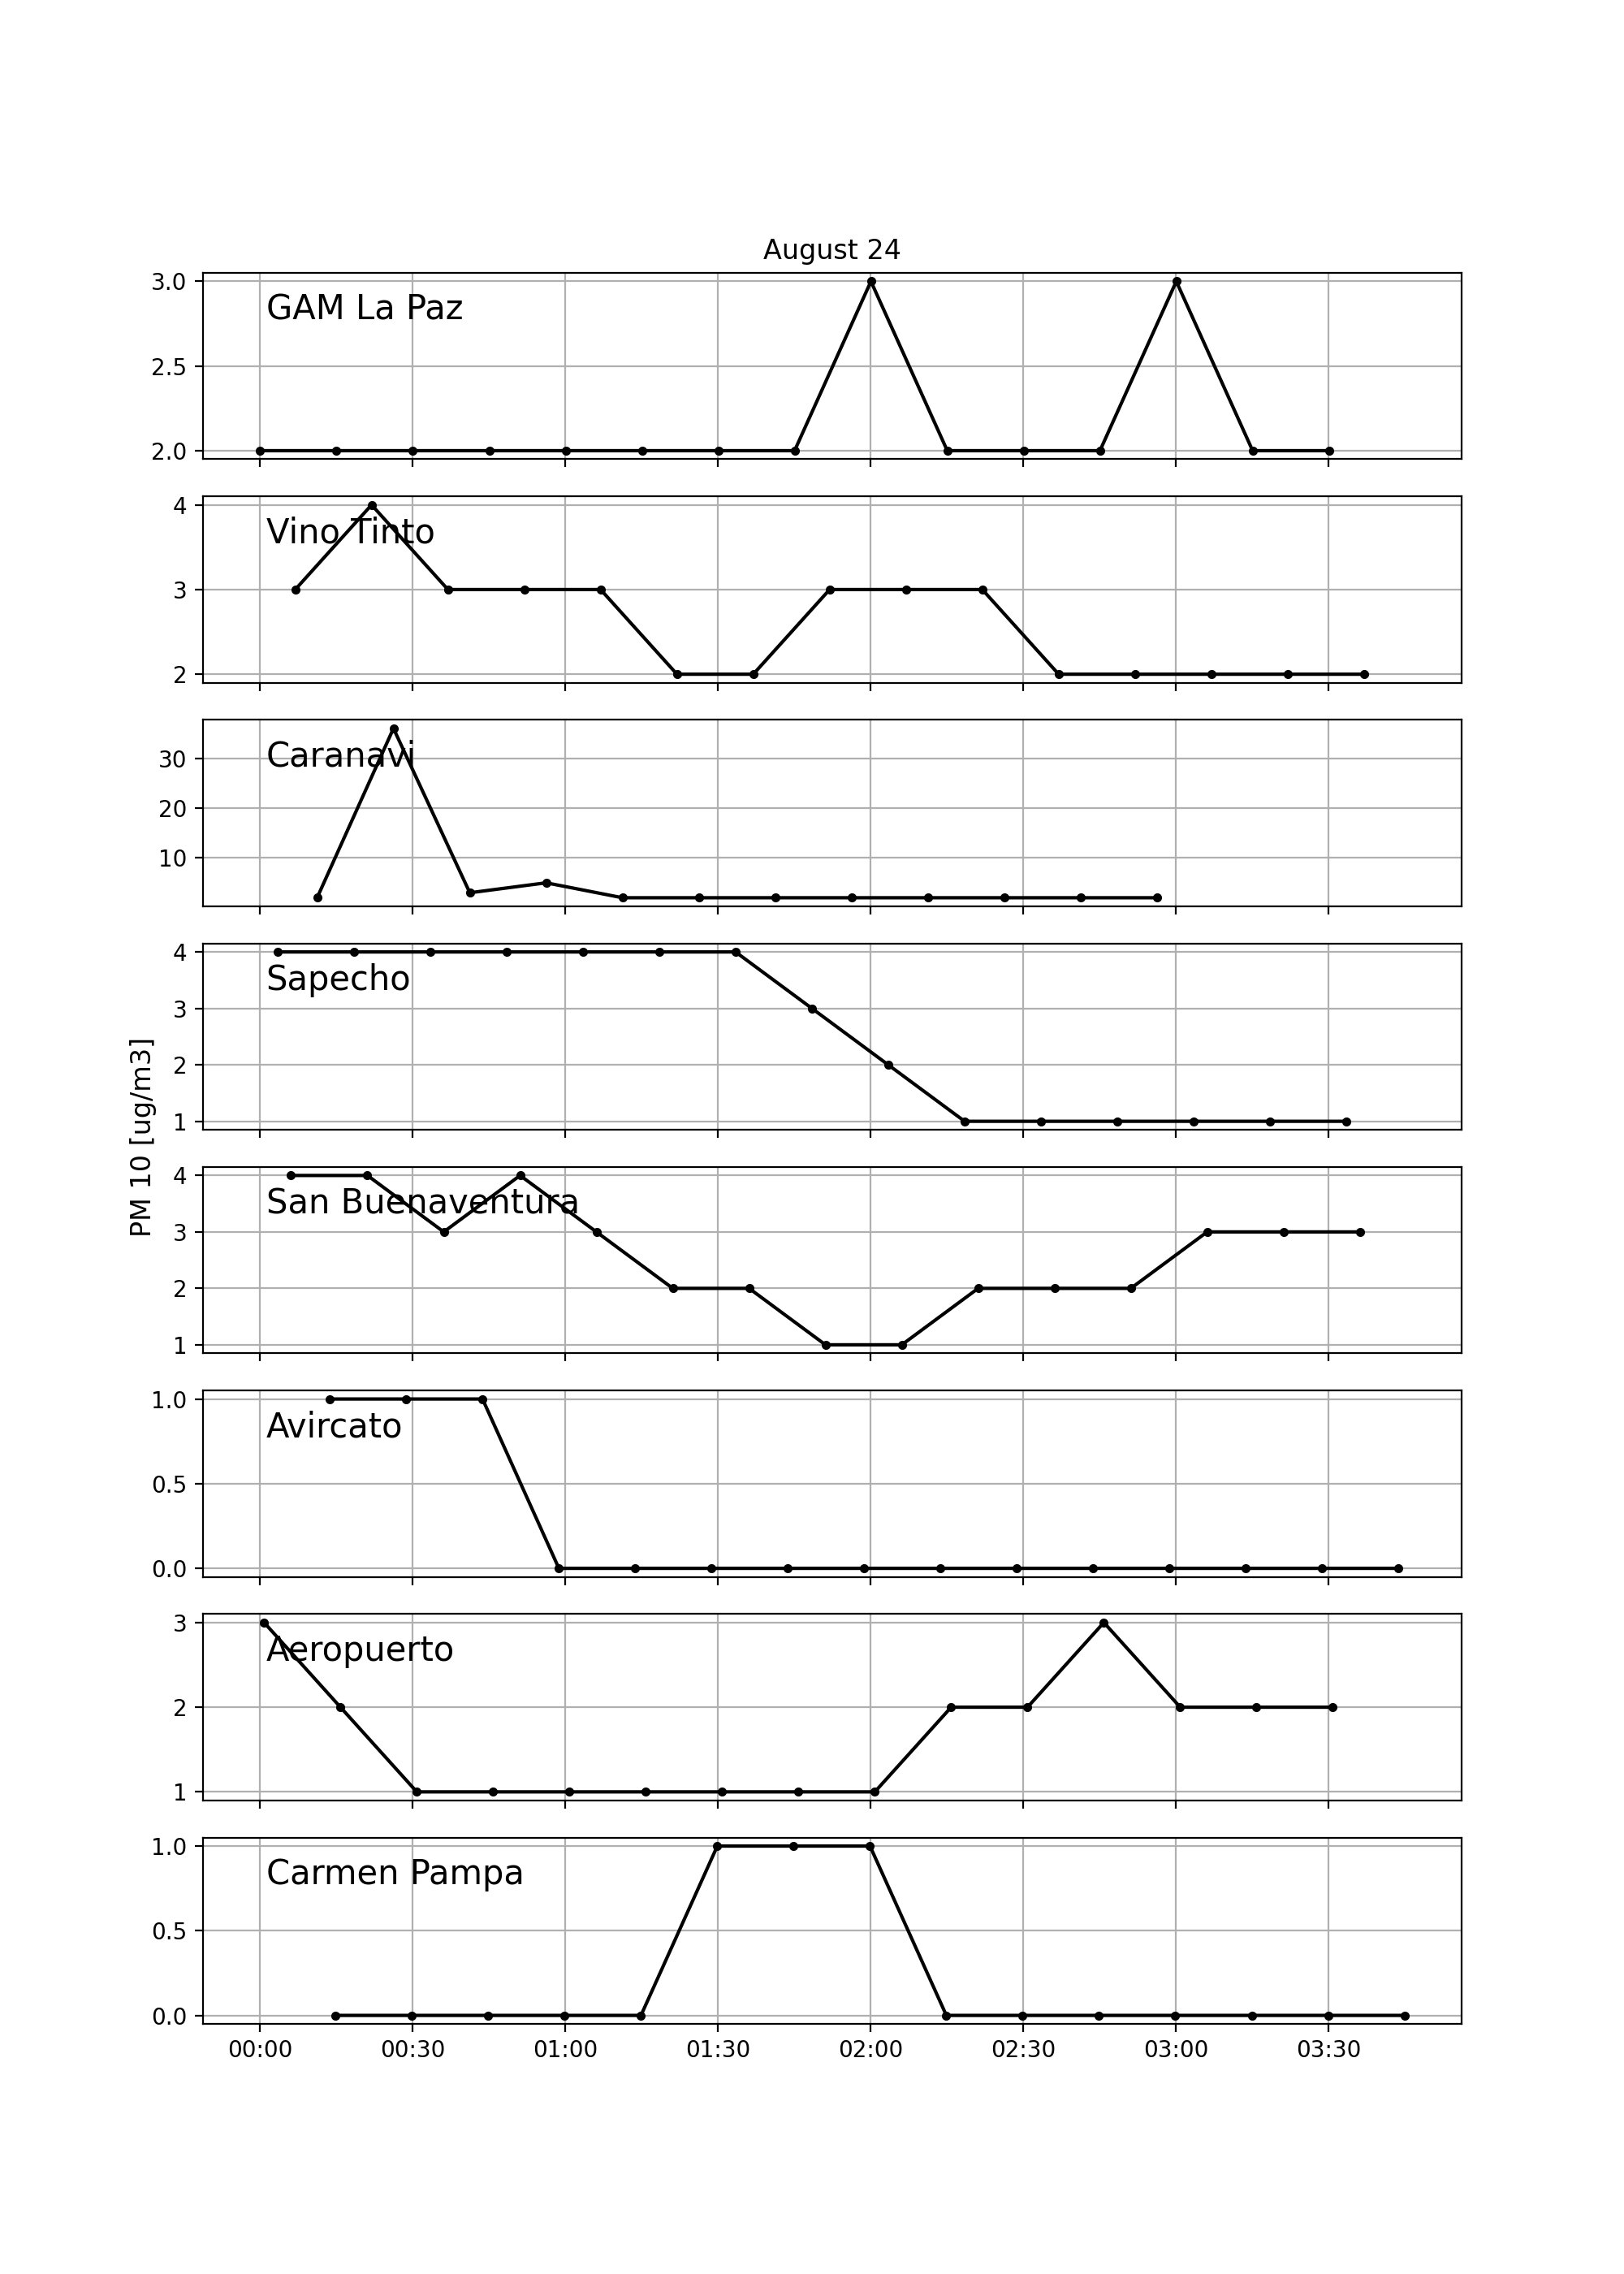 August 24
3.0
GAM La Paz
2.5
2.0
4
Vino Tinto
3
2
Caranavi
30
20
10
4
Sapecho
3
2
1
PM 10 [ug/m3]
4
San Buenaventura
3
2
1
1.0
Avircato
0.5
0.0
3
Aeropuerto
2
1
1.0
Carmen Pampa
0.5
0.0
00:00 00:30 01:00 01:30 02:00 02:30 03:00 03:30